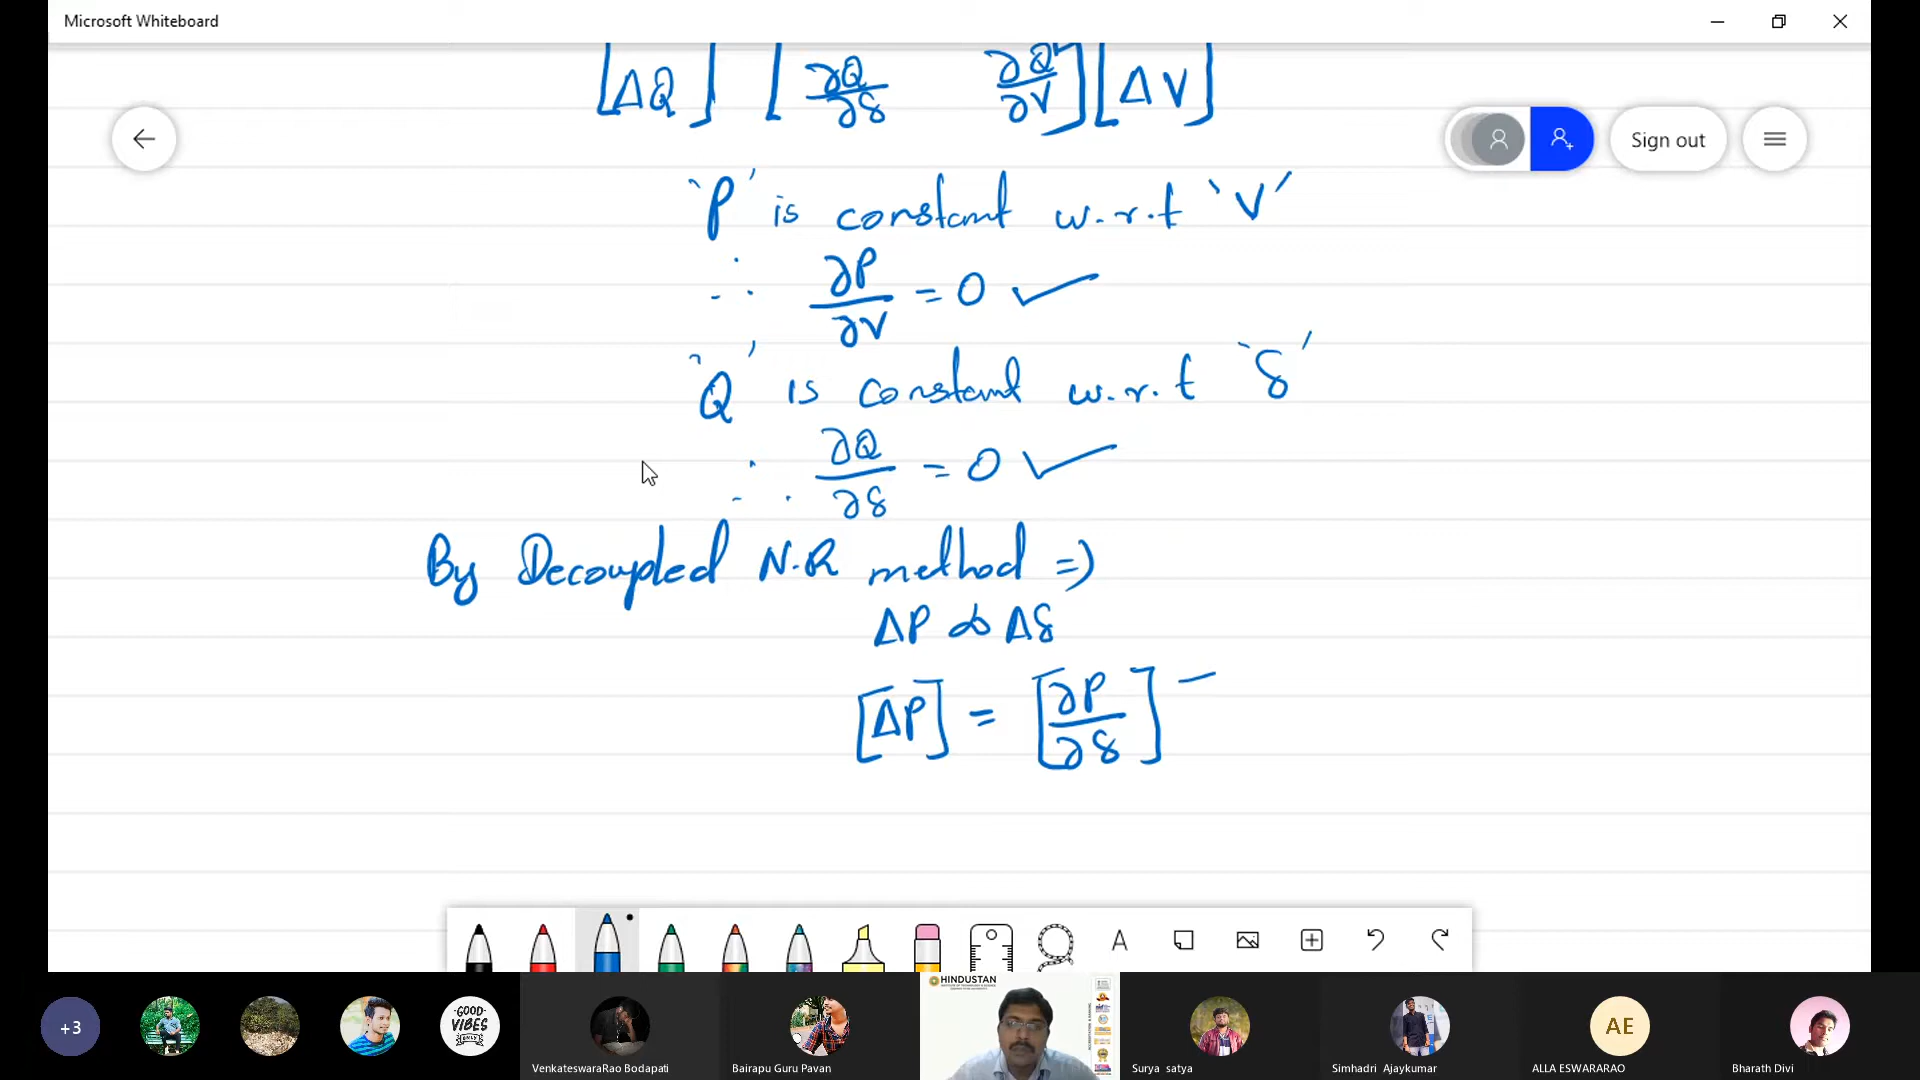 Microsoft Whiteboard
[ΔQ] [∂Q/∂δ ∂Q/∂V] [ΔV]
Sign out
'P' is constant w.r.t 'V'
∴ ∂P/∂V = 0 ✓
'Q' is constant w.r.t 'δ'
∴ ∂Q/∂δ = 0 ✓
By Decoupled N.R method =>
ΔP ∝ Δδ
[ΔP] = [∂P/∂δ] –
A
HINDUSTAN
+3
·GOOD·
VIBES
ONLY
AE
VenkateswaraRao Bodapati
Bairapu Guru Pavan
Surya satya
Simhadri Ajaykumar
ALLA ESWARARAO
Bharath Divi